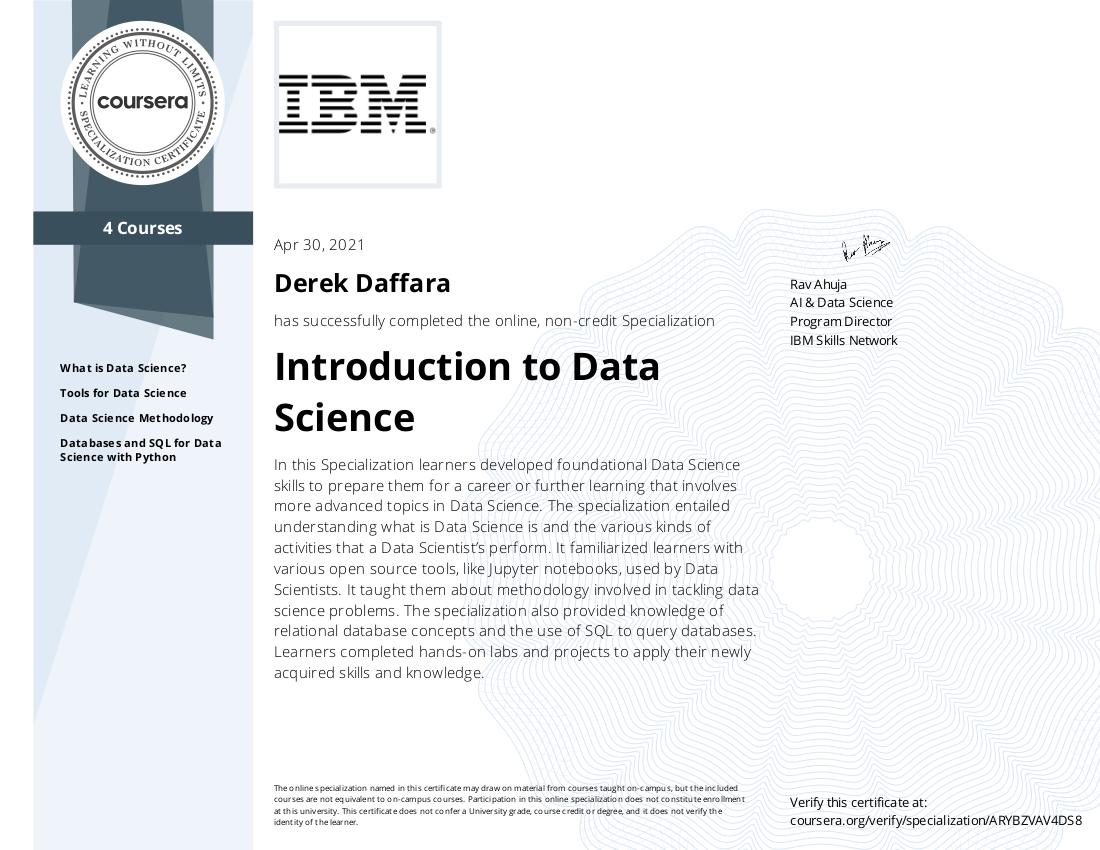 LEARNING WITHOUT LIMITS
coursera
SPECIALIZATION CERTIFICATE
4 Courses
What is Data Science?
Tools for Data Science
Data Science Methodology
Databases and SQL for Data
Science with Python
IBM®
Apr 30, 2021
Derek Daffara
has successfully completed the online, non-credit Specialization
Introduction to Data
Science
In this Specialization learners developed foundational Data Science
skills to prepare them for a career or further learning that involves
more advanced topics in Data Science. The specialization entailed
understanding what is Data Science is and the various kinds of
activities that a Data Scientist’s perform. It familiarized learners with
various open source tools, like Jupyter notebooks, used by Data
Scientists. It taught them about methodology involved in tackling data
science problems. The specialization also provided knowledge of
relational database concepts and the use of SQL to query databases.
Learners completed hands-on labs and projects to apply their newly
acquired skills and knowledge.
Rav Ahuja
AI & Data Science
Program Director
IBM Skills Network
The online specialization named in this certificate may draw on material from courses taught on-campus, but the included
courses are not equivalent to on-campus courses. Participation in this online specialization does not constitute enrollment
at this university. This certificate does not confer a University grade, course credit or degree, and it does not verify the
identity of the learner.
Verify this certificate at:
coursera.org/verify/specialization/ARYBZVAV4DS8